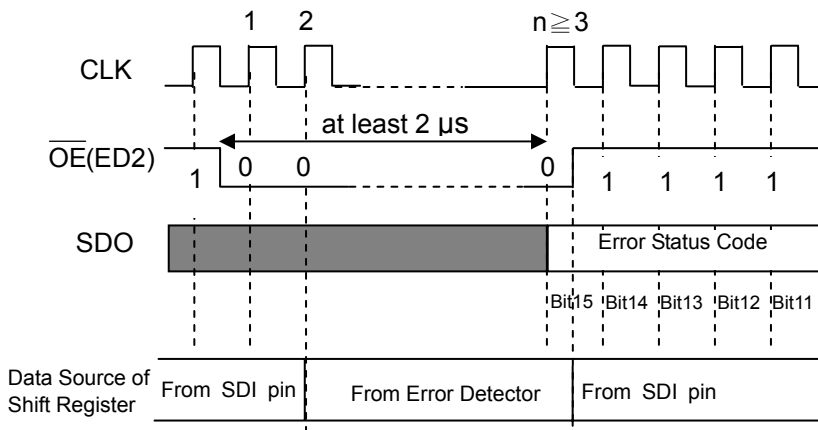 1 2 n≧3
CLK
at least 2 µs
OE(ED2)
1 0 0 0 1 1 1 1
SDO
Error Status Code
Bit15 Bit14 Bit13 Bit12 Bit11
Data Source of
Shift Register
From SDI pin From Error Detector From SDI pin